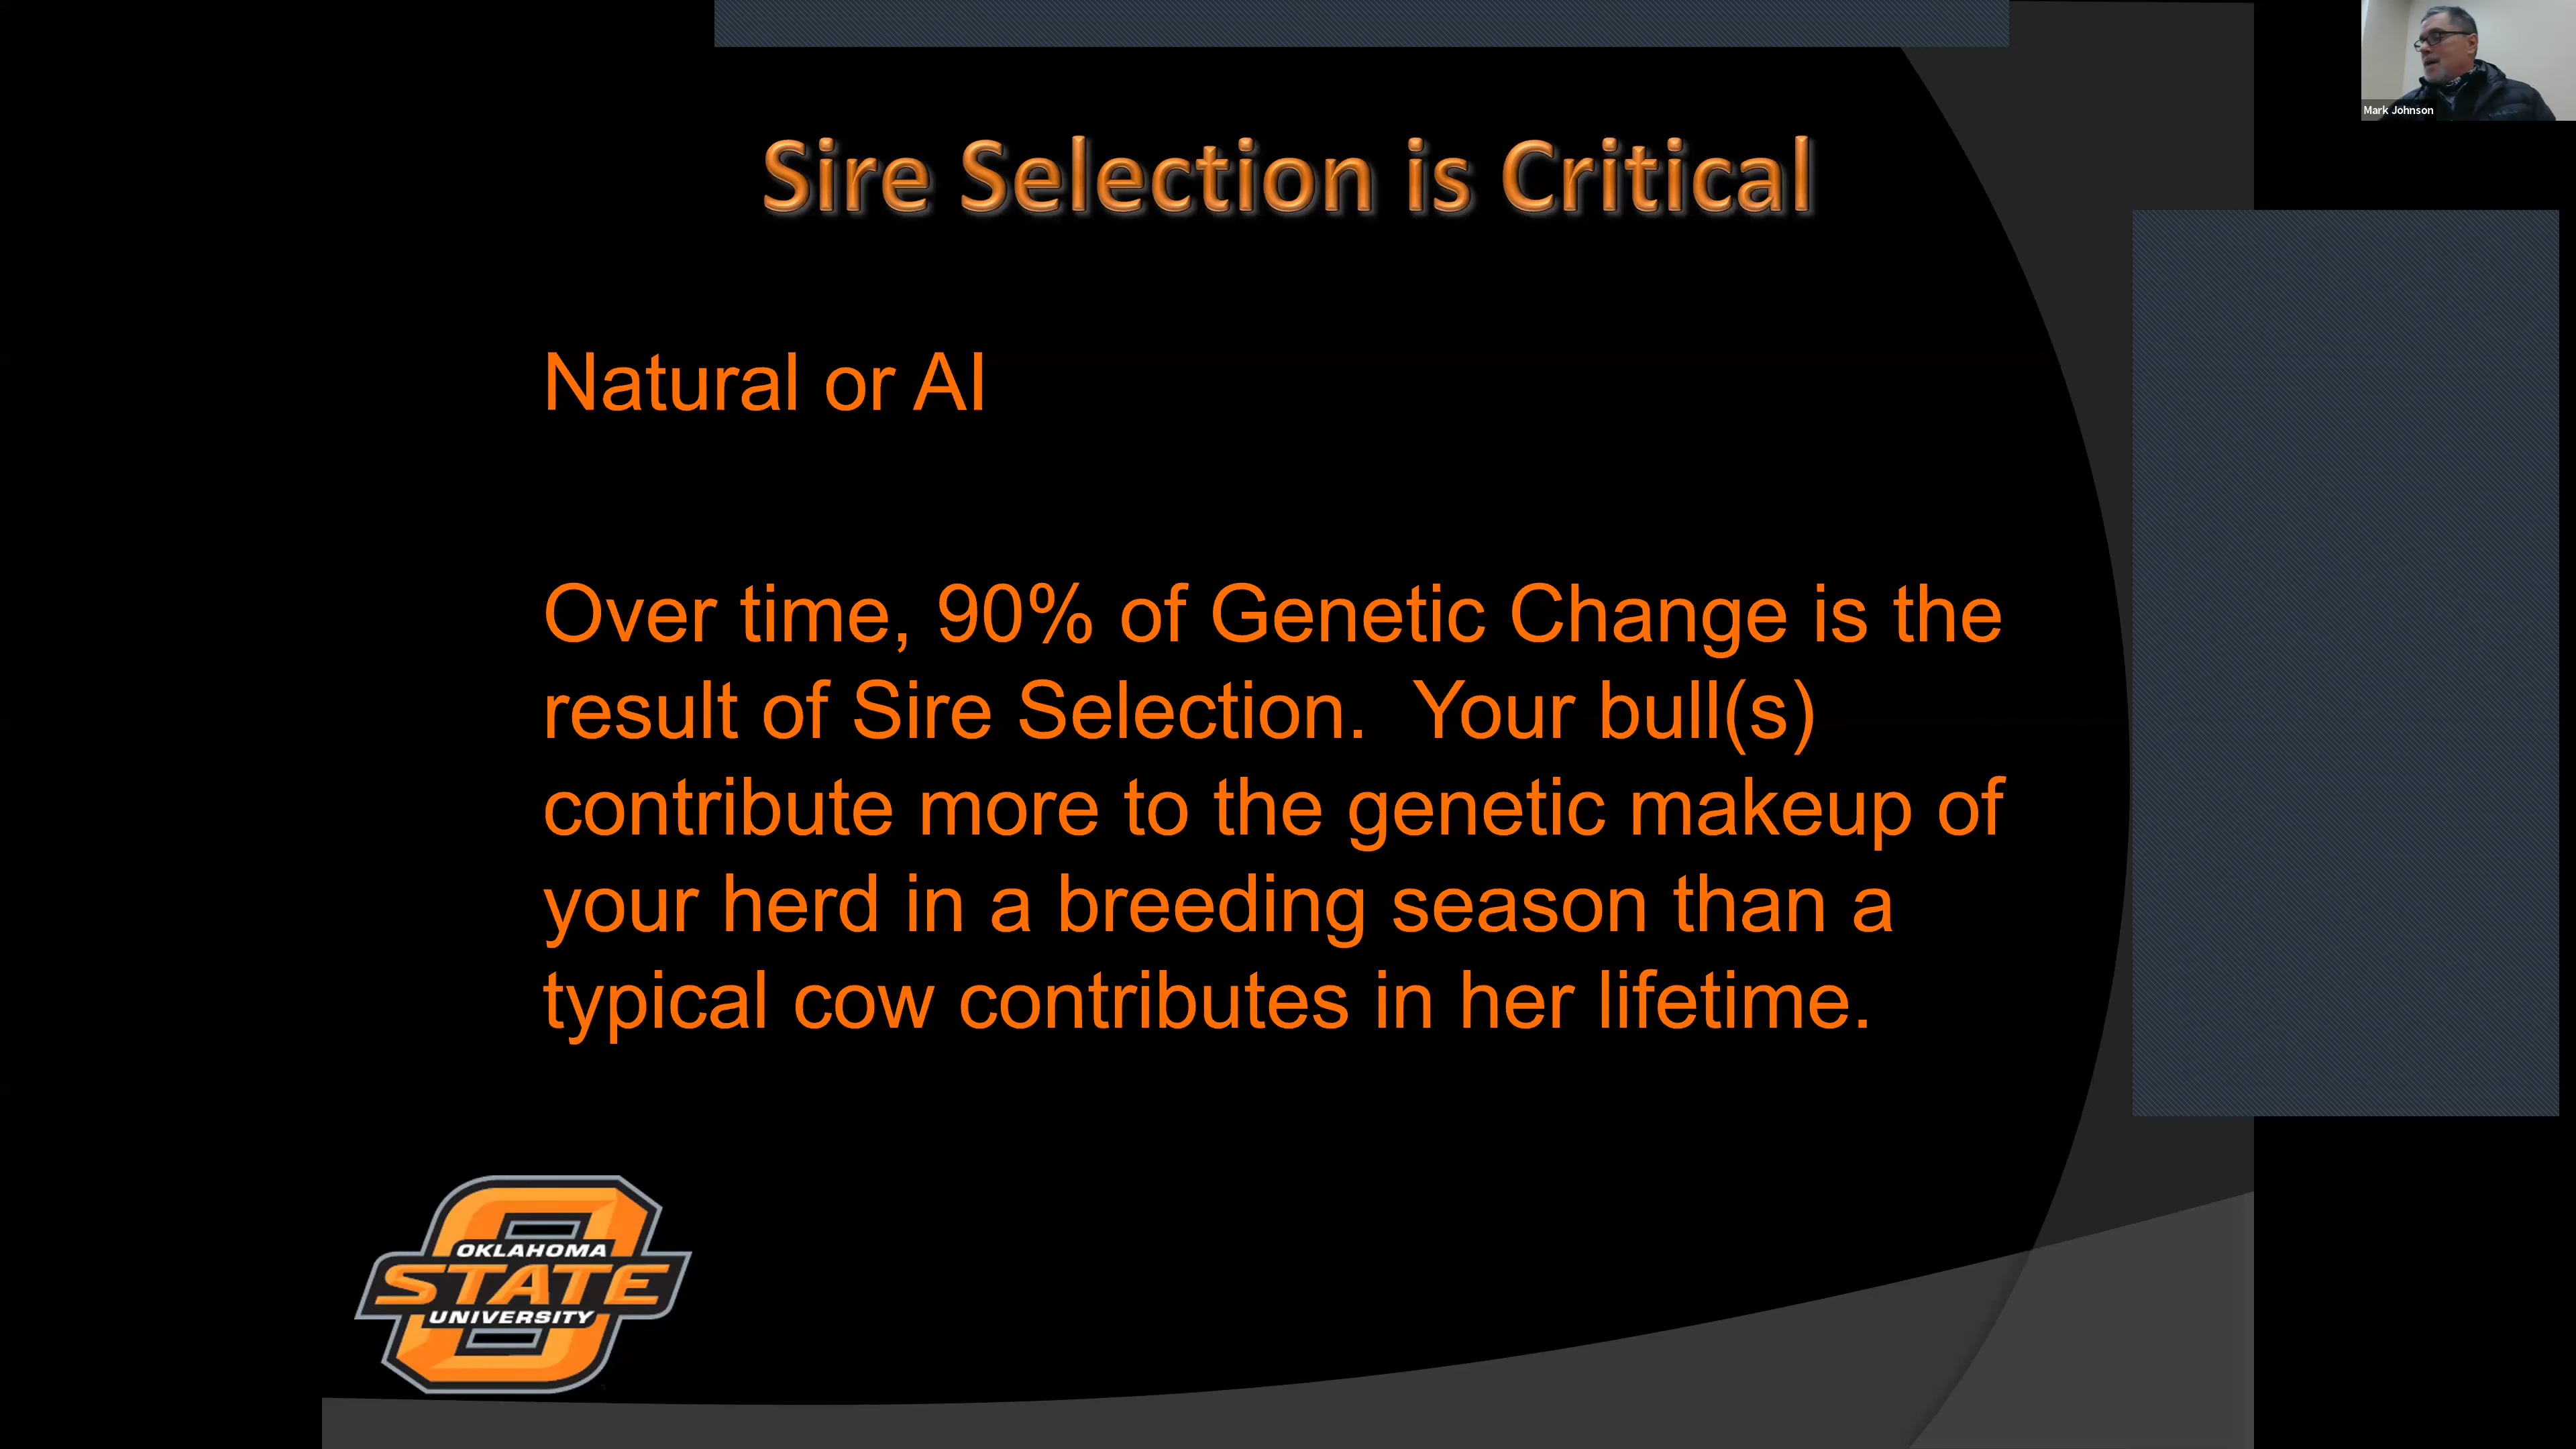 Mark Johnson
Sire Selection is Critical
Natural or AI
Over time, 90% of Genetic Change is the
result of Sire Selection.  Your bull(s)
contribute more to the genetic makeup of
your herd in a breeding season than a
typical cow contributes in her lifetime.
OKLAHOMA
STATE
UNIVERSITY